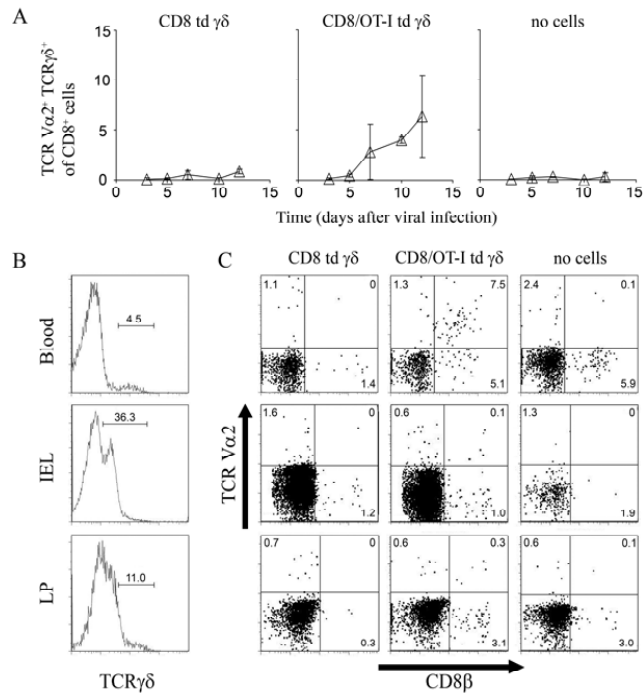 A
CD8 td γδ
CD8/OT-I td γδ
no cells
TCR Vα2⁺ TCRγδ⁺
of CD8⁺ cells
15
10
5
0
0 5 10 15
0 5 10 15
0 5 10 15
Time (days after viral infection)
B
C
CD8 td γδ
CD8/OT-I td γδ
no cells
Blood
4.5
1.1 0
1.4
1.3 7.5
5.1
2.4 0.1
5.9
IEL
36.3
1.6 0
1.2
0.6 0.1
1.0
1.3 0
1.9
LP
11.0
0.7 0
0.3
0.6 0.3
3.1
0.6 0.1
3.0
TCR Vα2
TCRγδ
CD8β